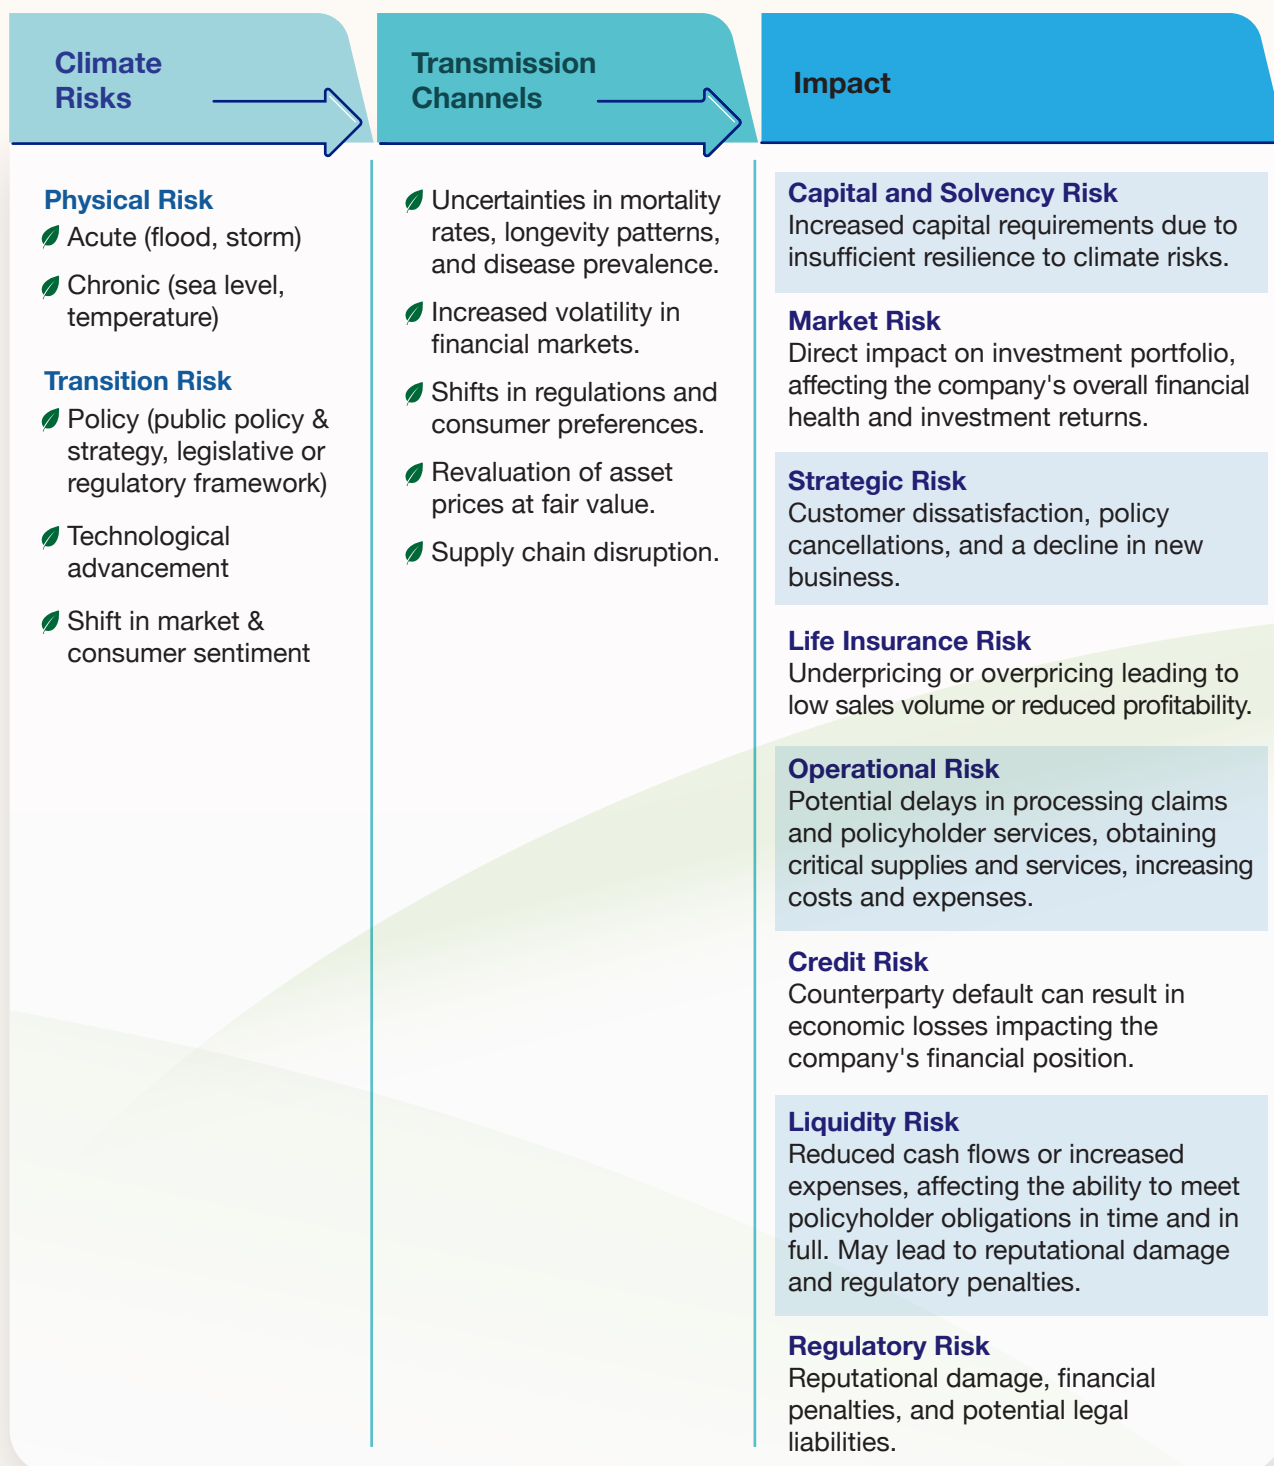 Climate
Risks
Transmission
Channels
Impact
Physical Risk
Acute (flood, storm)
Chronic (sea level,
temperature)
Transition Risk
Policy (public policy &
strategy, legislative or
regulatory framework)
Technological
advancement
Shift in market &
consumer sentiment
Uncertainties in mortality
rates, longevity patterns,
and disease prevalence.
Increased volatility in
financial markets.
Shifts in regulations and
consumer preferences.
Revaluation of asset
prices at fair value.
Supply chain disruption.
Capital and Solvency Risk
Increased capital requirements due to
insufficient resilience to climate risks.
Market Risk
Direct impact on investment portfolio,
affecting the company's overall financial
health and investment returns.
Strategic Risk
Customer dissatisfaction, policy
cancellations, and a decline in new
business.
Life Insurance Risk
Underpricing or overpricing leading to
low sales volume or reduced profitability.
Operational Risk
Potential delays in processing claims
and policyholder services, obtaining
critical supplies and services, increasing
costs and expenses.
Credit Risk
Counterparty default can result in
economic losses impacting the
company's financial position.
Liquidity Risk
Reduced cash flows or increased
expenses, affecting the ability to meet
policyholder obligations in time and in
full. May lead to reputational damage
and regulatory penalties.
Regulatory Risk
Reputational damage, financial
penalties, and potential legal
liabilities.